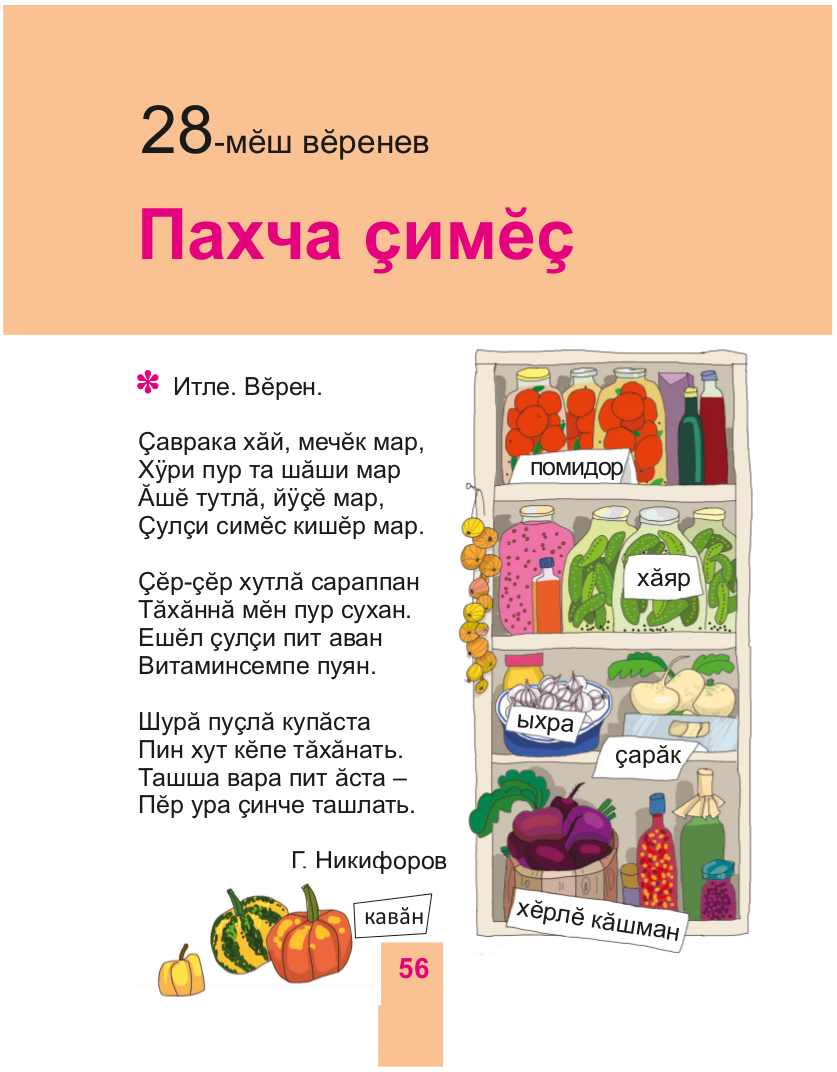 28-мĕш вĕренев
Пахча çимĕç
✽ Итле. Вĕрен.
Çаврака хăй, мечĕк мар,
Хӳри пур та шăши мар
Ăшĕ тутлă, йӳçĕ мар,
Çулçи симĕс кишĕр мар.
Çĕр-çĕр хутлă сараппан
Тăхăннă мĕн пур сухан.
Ешĕл çулçи пит аван
Витаминсемпе пуян.
Шурă пуçлă купăста
Пин хут кĕпе тăхăнать.
Ташша вара пит ăста –
Пĕр ура çинче ташлать.
Г. Никифоров
помидор
хăяр
ыхра
çарăк
хĕрлĕ кăшман
кавăн
56